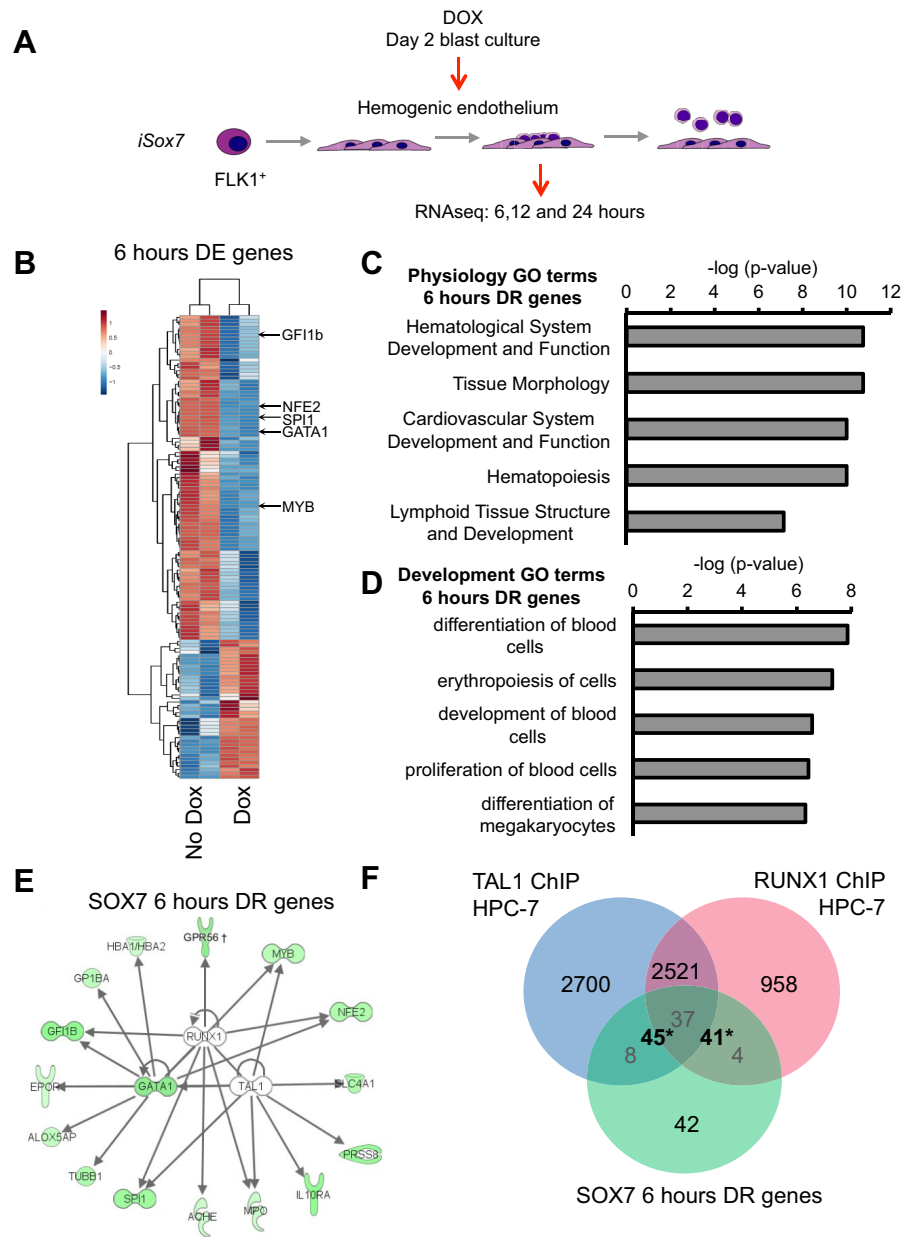 A
DOX
Day 2 blast culture
Hemogenic endothelium
iSox7
FLK1+
RNAseq: 6,12 and 24 hours
B
6 hours DE genes
1
0.5
0
−0.5
−1
GFI1b
NFE2
SPI1
GATA1
MYB
No Dox
Dox
C
Physiology GO terms
6 hours DR genes
-log (p-value)
0 2 4 6 8 10 12
Hematological System
Development and Function
Tissue Morphology
Cardiovascular System
Development and Function
Hematopoiesis
Lymphoid Tissue Structure
and Development
D
Development GO terms
6 hours DR genes
-log (p-value)
0 2 4 6 8
differentiation of blood
cells
erythropoiesis of cells
development of blood
cells
proliferation of blood cells
differentiation of
megakaryocytes
E
SOX7 6 hours DR genes
GPR56 †
HBA1/HBA2
MYB
GP1BA
NFE2
GFI1B
RUNX1
EPOR
GATA1
TAL1
SLC4A1
ALOX5AP
PRSS8
TUBB1
IL10RA
SPI1
ACHE
MPO
F
TAL1 ChIP
HPC-7
RUNX1 ChIP
HPC-7
2700
2521
958
37
45*
41*
8
4
42
SOX7 6 hours DR genes